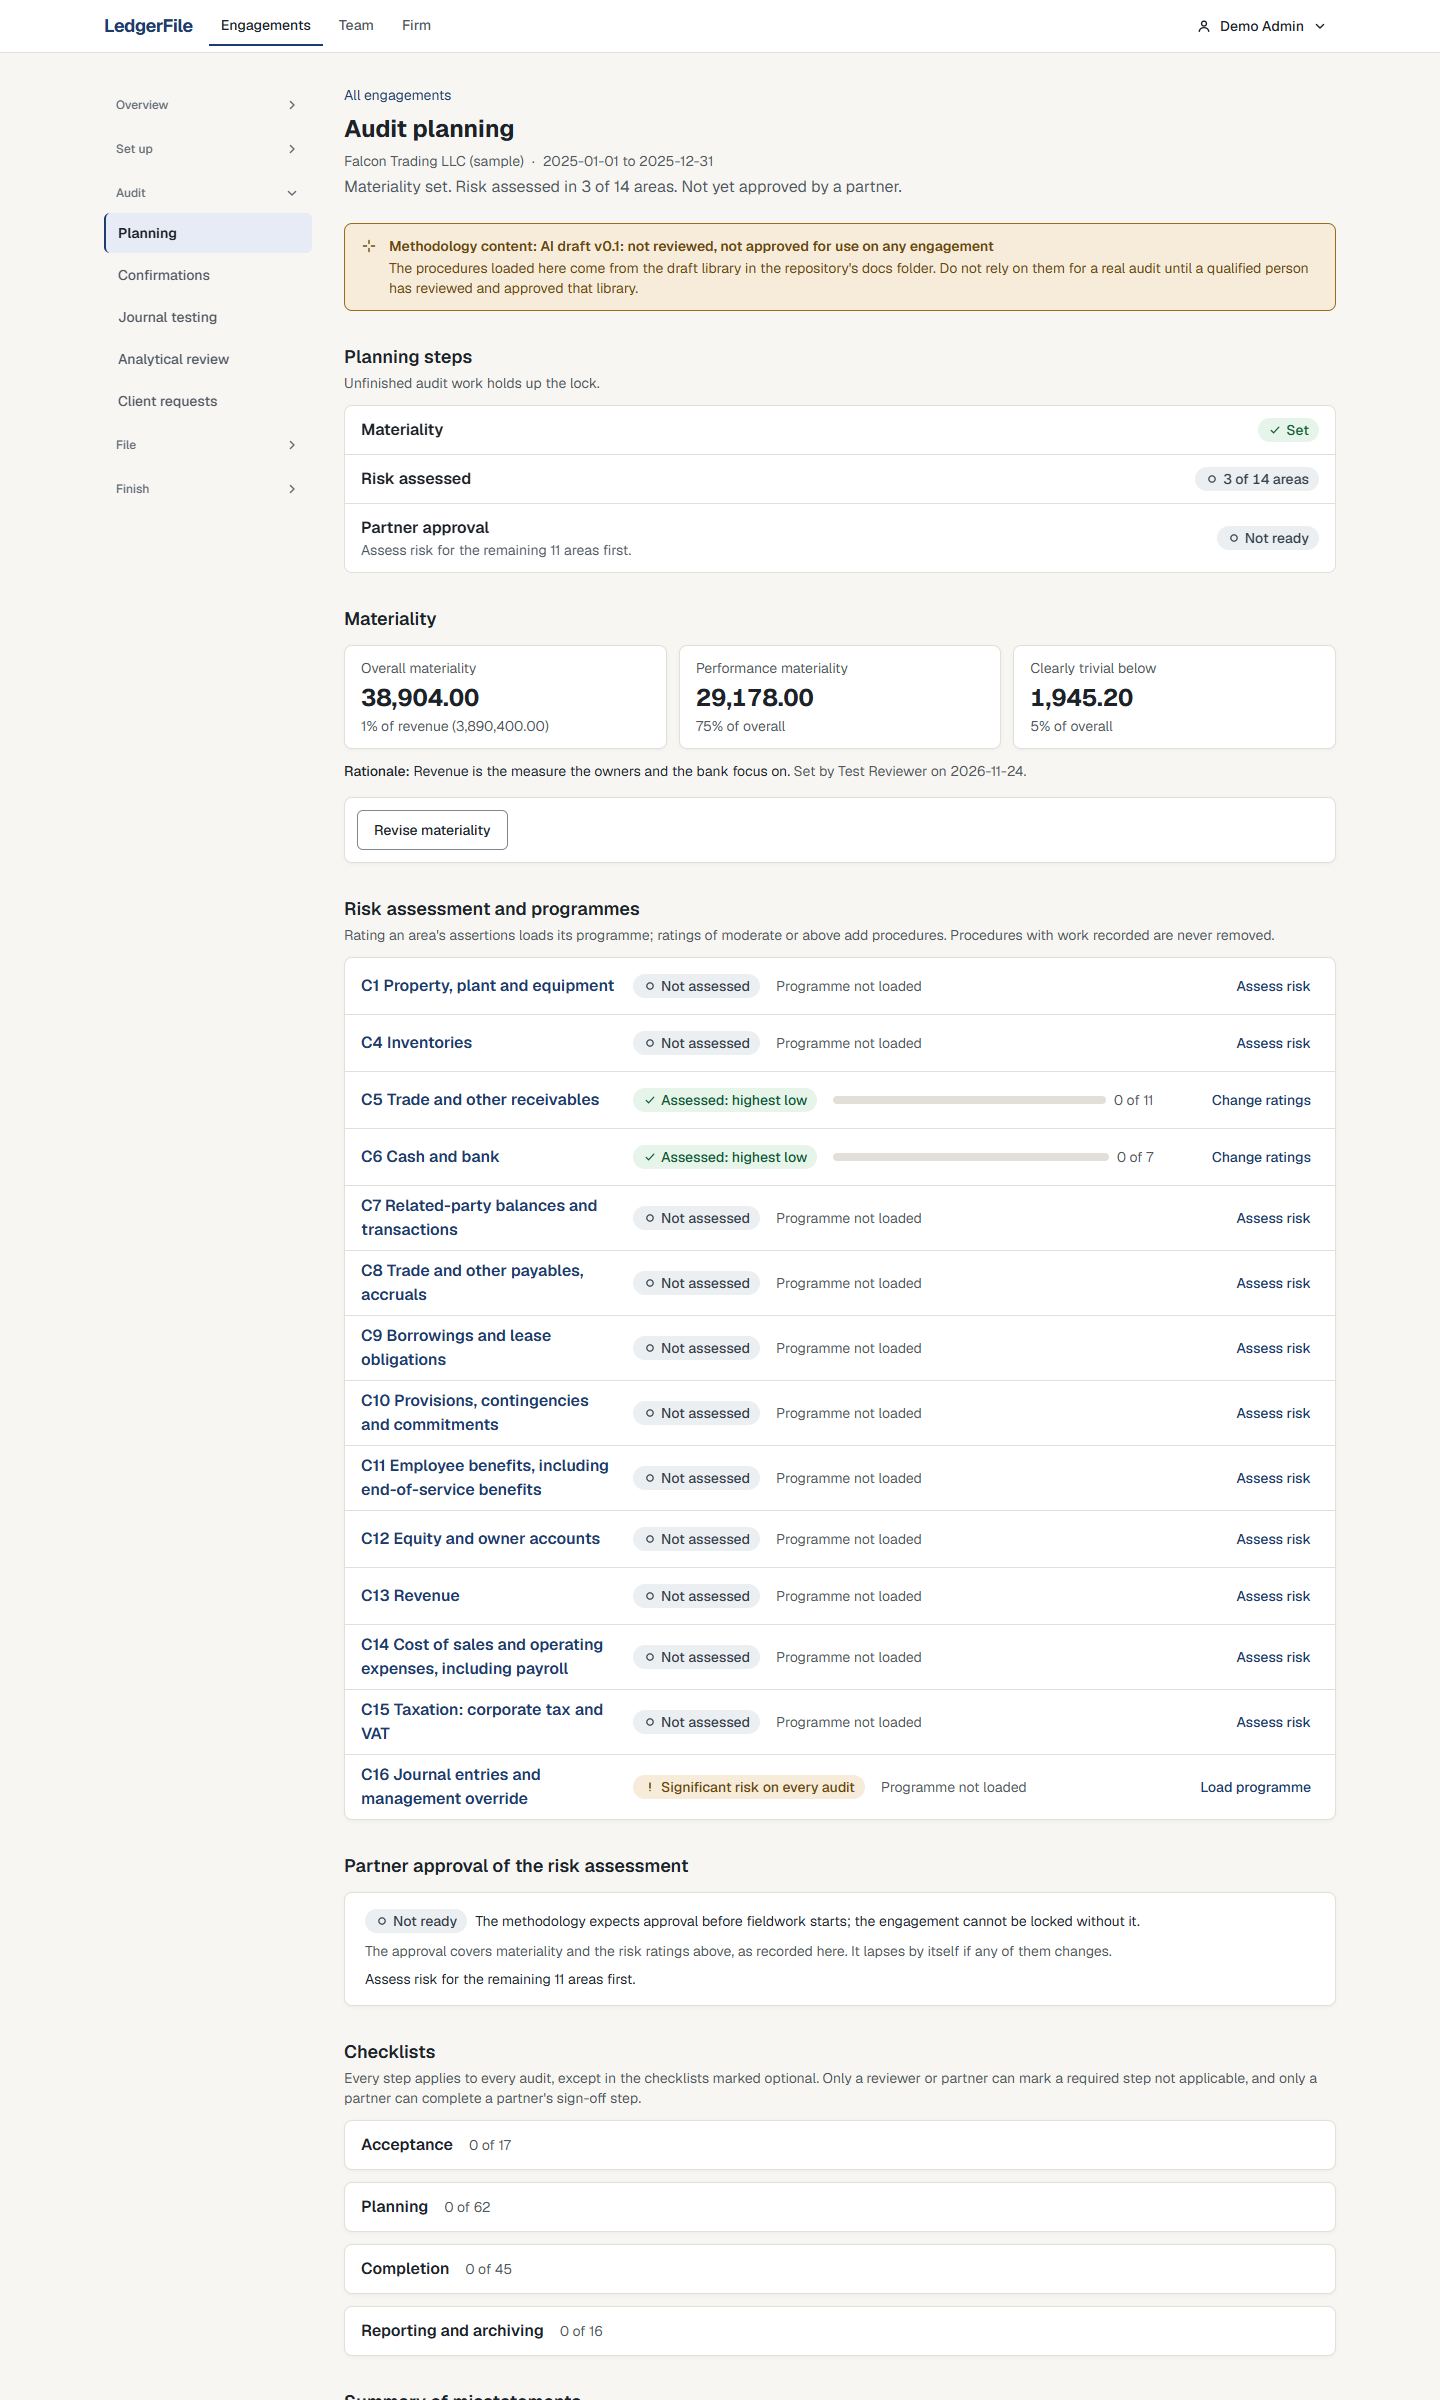 LedgerFile
Engagements
Team
Firm
Demo Admin
Overview
Set up
Audit
Planning
Confirmations
Journal testing
Analytical review
Client requests
File
Finish
All engagements
Audit planning
Falcon Trading LLC (sample) · 2025-01-01 to 2025-12-31
Materiality set. Risk assessed in 3 of 14 areas. Not yet approved by a partner.
Methodology content: AI draft v0.1: not reviewed, not approved for use on any engagement
The procedures loaded here come from the draft library in the repository's docs folder. Do not rely on them for a real audit until a qualified person
has reviewed and approved that library.
Planning steps
Unfinished audit work holds up the lock.
Materiality
Set
Risk assessed
3 of 14 areas
Partner approval
Assess risk for the remaining 11 areas first.
Not ready
Materiality
Overall materiality
38,904.00
1% of revenue (3,890,400.00)
Performance materiality
29,178.00
75% of overall
Clearly trivial below
1,945.20
5% of overall
Rationale: Revenue is the measure the owners and the bank focus on. Set by Test Reviewer on 2026-11-24.
Revise materiality
Risk assessment and programmes
Rating an area's assertions loads its programme; ratings of moderate or above add procedures. Procedures with work recorded are never removed.
C1 Property, plant and equipment
Not assessed
Programme not loaded
Assess risk
C4 Inventories
Not assessed
Programme not loaded
Assess risk
C5 Trade and other receivables
Assessed: highest low
0 of 11
Change ratings
C6 Cash and bank
Assessed: highest low
0 of 7
Change ratings
C7 Related-party balances and
transactions
Not assessed
Programme not loaded
Assess risk
C8 Trade and other payables,
accruals
Not assessed
Programme not loaded
Assess risk
C9 Borrowings and lease
obligations
Not assessed
Programme not loaded
Assess risk
C10 Provisions, contingencies
and commitments
Not assessed
Programme not loaded
Assess risk
C11 Employee benefits, including
end-of-service benefits
Not assessed
Programme not loaded
Assess risk
C12 Equity and owner accounts
Not assessed
Programme not loaded
Assess risk
C13 Revenue
Not assessed
Programme not loaded
Assess risk
C14 Cost of sales and operating
expenses, including payroll
Not assessed
Programme not loaded
Assess risk
C15 Taxation: corporate tax and
VAT
Not assessed
Programme not loaded
Assess risk
C16 Journal entries and
management override
! Significant risk on every audit
Programme not loaded
Load programme
Partner approval of the risk assessment
Not ready
The methodology expects approval before fieldwork starts; the engagement cannot be locked without it.
The approval covers materiality and the risk ratings above, as recorded here. It lapses by itself if any of them changes.
Assess risk for the remaining 11 areas first.
Checklists
Every step applies to every audit, except in the checklists marked optional. Only a reviewer or partner can mark a required step not applicable, and only a
partner can complete a partner's sign-off step.
Acceptance 0 of 17
Planning 0 of 62
Completion 0 of 45
Reporting and archiving 0 of 16
Summary of misstatements